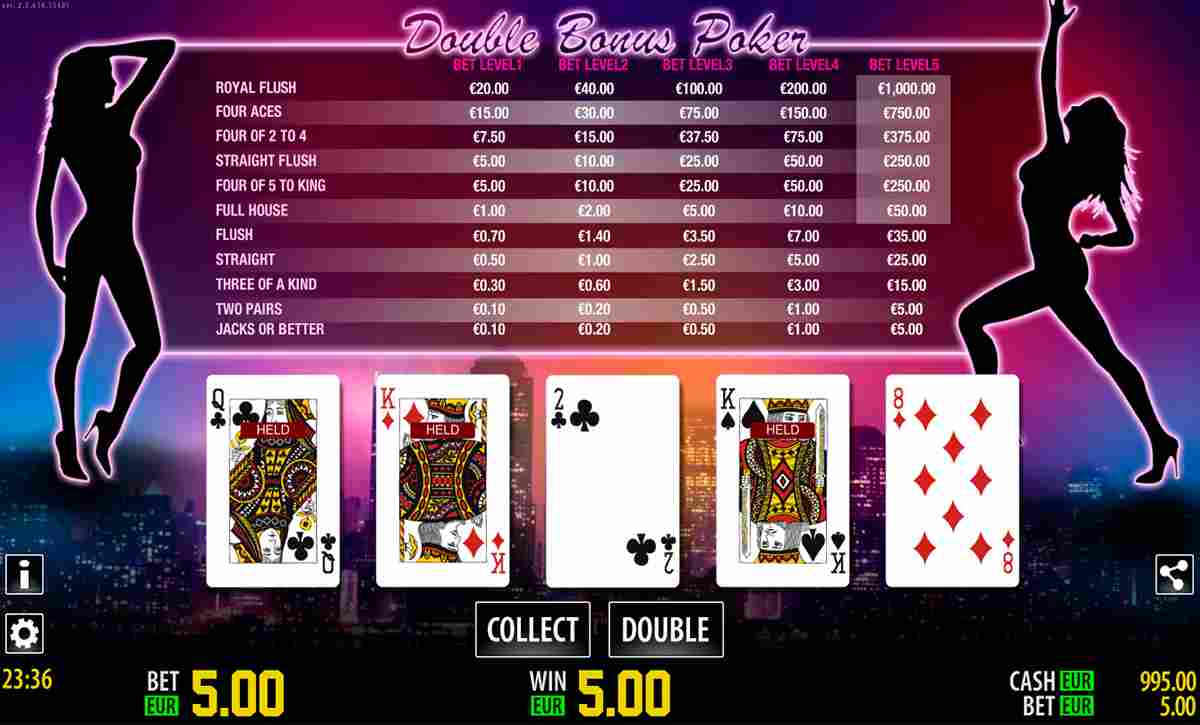 ver. 2.2.414.15401
Double Bonus Poker
BET LEVEL1 BET LEVEL2 BET LEVEL3 BET LEVEL4 BET LEVEL5
ROYAL FLUSH €20.00 €40.00 €100.00 €200.00 €1,000.00
FOUR ACES €15.00 €30.00 €75.00 €150.00 €750.00
FOUR OF 2 TO 4 €7.50 €15.00 €37.50 €75.00 €375.00
STRAIGHT FLUSH €5.00 €10.00 €25.00 €50.00 €250.00
FOUR OF 5 TO KING €5.00 €10.00 €25.00 €50.00 €250.00
FULL HOUSE €1.00 €2.00 €5.00 €10.00 €50.00
FLUSH €0.70 €1.40 €3.50 €7.00 €35.00
STRAIGHT €0.50 €1.00 €2.50 €5.00 €25.00
THREE OF A KIND €0.30 €0.60 €1.50 €3.00 €15.00
TWO PAIRS €0.10 €0.20 €0.50 €1.00 €5.00
JACKS OR BETTER €0.10 €0.20 €0.50 €1.00 €5.00
Q K 2 K 8
HELD HELD HELD
Q K 2 K 8
i
COLLECT DOUBLE
23:36
BET EUR 5.00
WIN EUR 5.00
CASH EUR 995.00
BET EUR 5.00